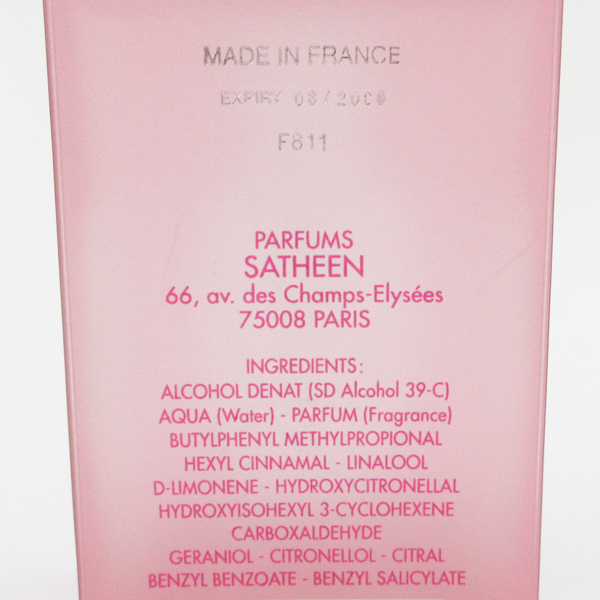 MADE IN FRANCE
EXPIRY 08/2008
F811
PARFUMS
SATHEEN
66, av. des Champs-Elysées
75008 PARIS
INGREDIENTS:
ALCOHOL DENAT (SD Alcohol 39-C)
AQUA (Water) - PARFUM (Fragrance)
BUTYLPHENYL METHYLPROPIONAL
HEXYL CINNAMAL - LINALOOL
D-LIMONENE - HYDROXYCITRONELLAL
HYDROXYISOHEXYL 3-CYCLOHEXENE
CARBOXALDEHYDE
GERANIOL - CITRONELLOL - CITRAL
BENZYL BENZOATE - BENZYL SALICYLATE